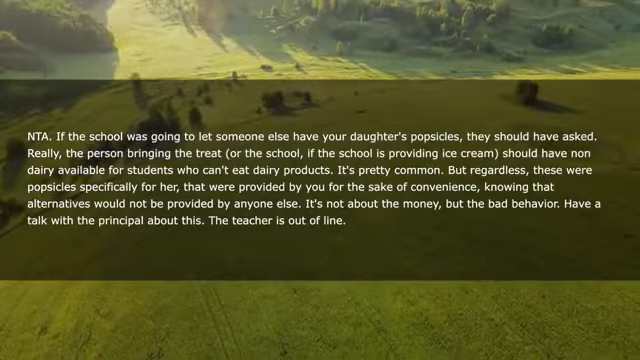 NTA. If the school was going to let someone else have your daughter's popsicles, they should have asked.
Really, the person bringing the treat (or the school, if the school is providing ice cream) should have non
dairy available for students who can't eat dairy products. It's pretty common. But regardless, these were
popsicles specifically for her, that were provided by you for the sake of convenience, knowing that
alternatives would not be provided by anyone else. It's not about the money, but the bad behavior. Have a
talk with the principal about this. The teacher is out of line.